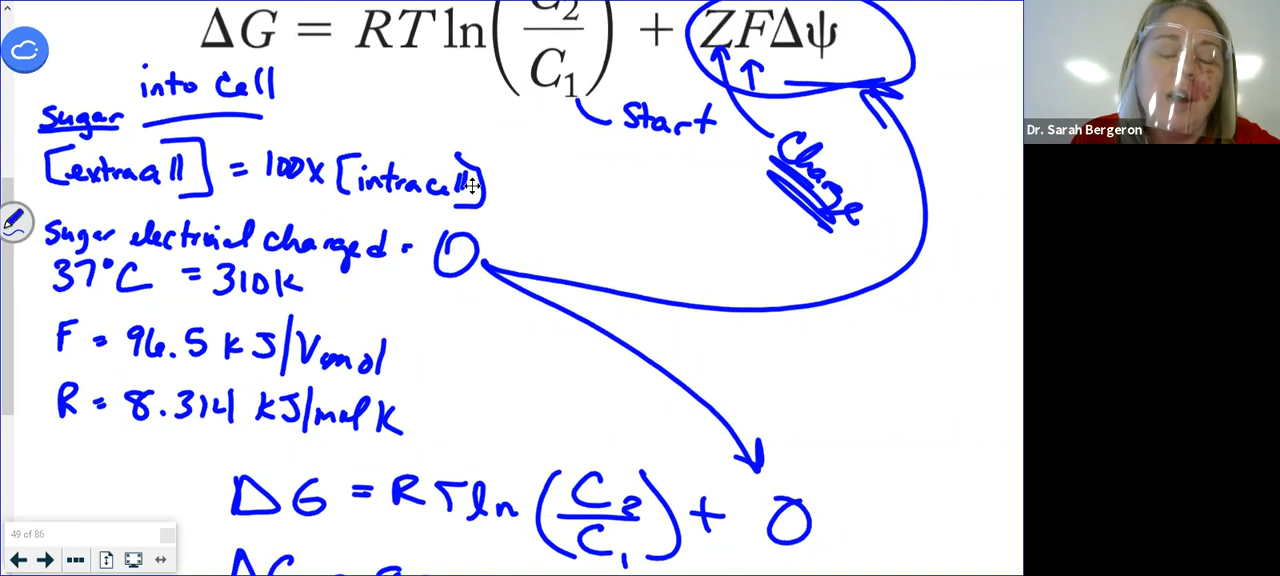 ΔG = RT ln(C₂/C₁) + ZFΔψ
into cell
Sugar
Start
Charge
[extracell] = 100x [intracell]
Sugar electrical charged = 0
37°C = 310K
F = 96.5 kJ/Vmol
R = 8.314 kJ/mol K
ΔG = RT ln(C₂/C₁) + 0
49 of 86
Dr. Sarah Bergeron